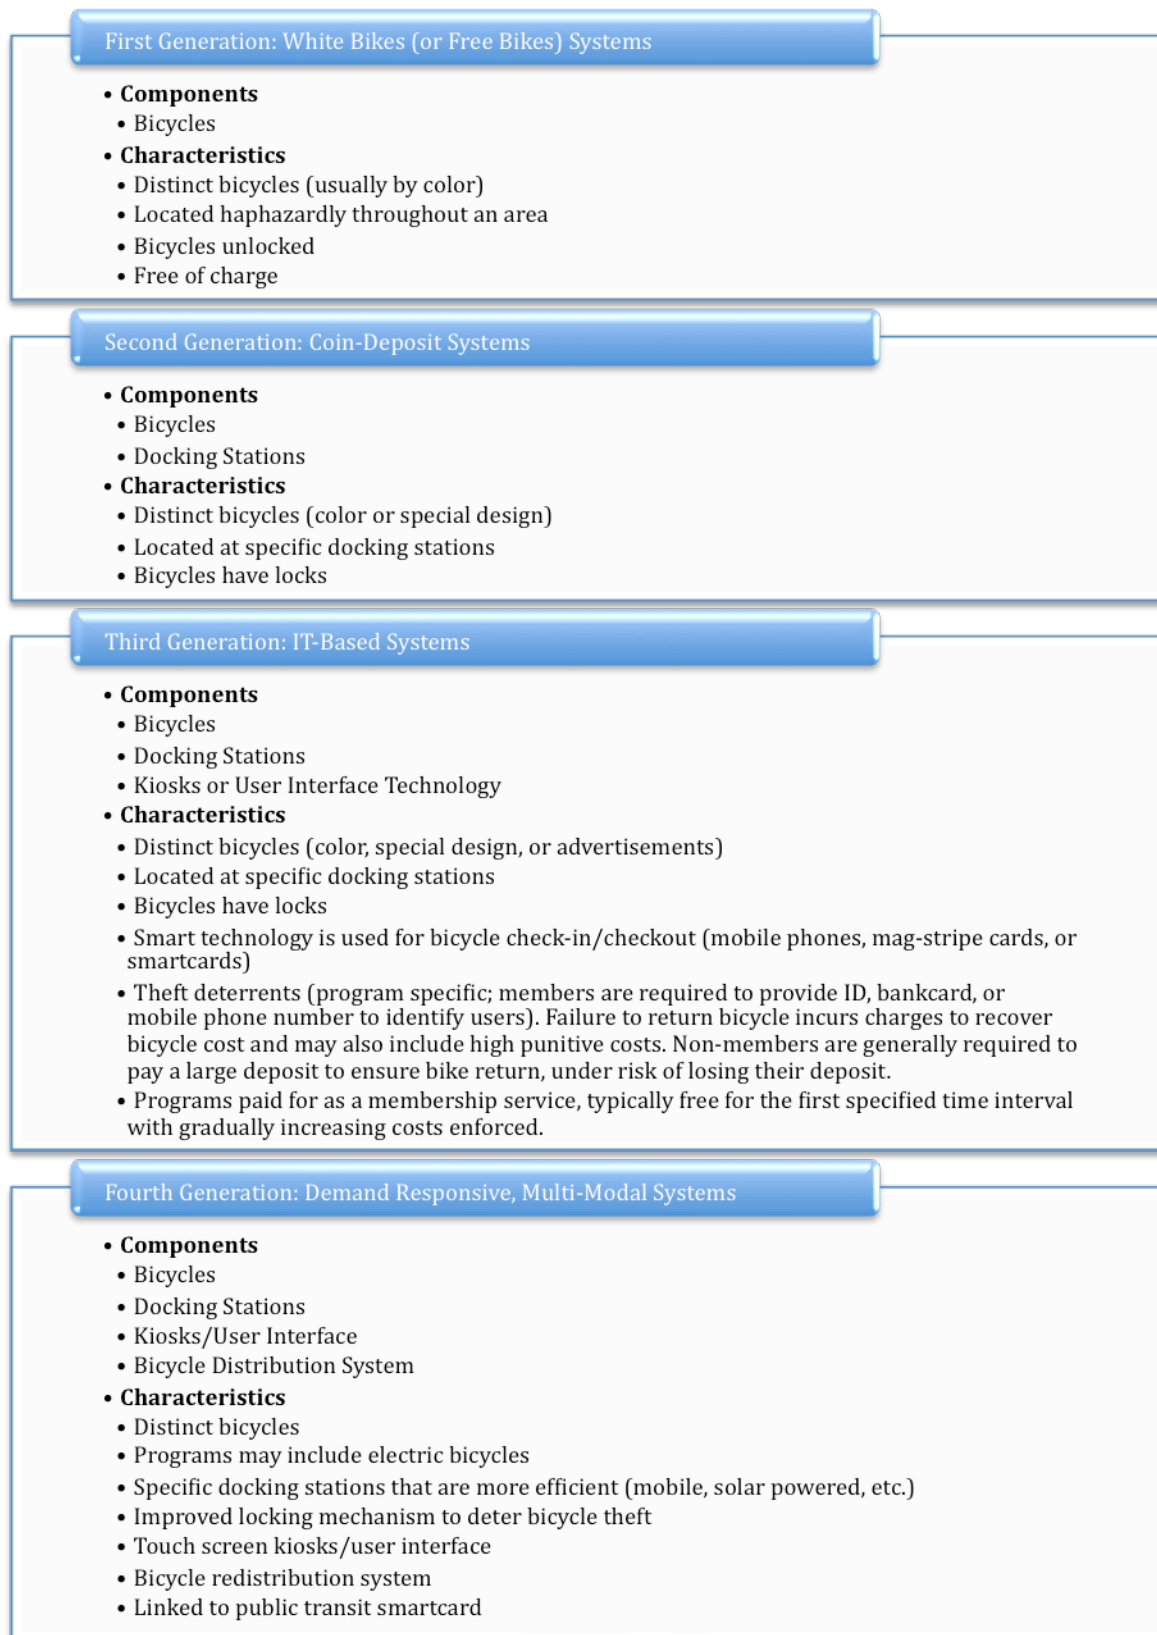 First Generation: White Bikes (or Free Bikes) Systems
• Components
• Bicycles
• Characteristics
• Distinct bicycles (usually by color)
• Located haphazardly throughout an area
• Bicycles unlocked
• Free of charge
Second Generation: Coin-Deposit Systems
• Components
• Bicycles
• Docking Stations
• Characteristics
• Distinct bicycles (color or special design)
• Located at specific docking stations
• Bicycles have locks
Third Generation: IT-Based Systems
• Components
• Bicycles
• Docking Stations
• Kiosks or User Interface Technology
• Characteristics
• Distinct bicycles (color, special design, or advertisements)
• Located at specific docking stations
• Bicycles have locks
• Smart technology is used for bicycle check-in/checkout (mobile phones, mag-stripe cards, or
smartcards)
• Theft deterrents (program specific; members are required to provide ID, bankcard, or
mobile phone number to identify users). Failure to return bicycle incurs charges to recover
bicycle cost and may also include high punitive costs. Non-members are generally required to
pay a large deposit to ensure bike return, under risk of losing their deposit.
• Programs paid for as a membership service, typically free for the first specified time interval
with gradually increasing costs enforced.
Fourth Generation: Demand Responsive, Multi-Modal Systems
• Components
• Bicycles
• Docking Stations
• Kiosks/User Interface
• Bicycle Distribution System
• Characteristics
• Distinct bicycles
• Programs may include electric bicycles
• Specific docking stations that are more efficient (mobile, solar powered, etc.)
• Improved locking mechanism to deter bicycle theft
• Touch screen kiosks/user interface
• Bicycle redistribution system
• Linked to public transit smartcard